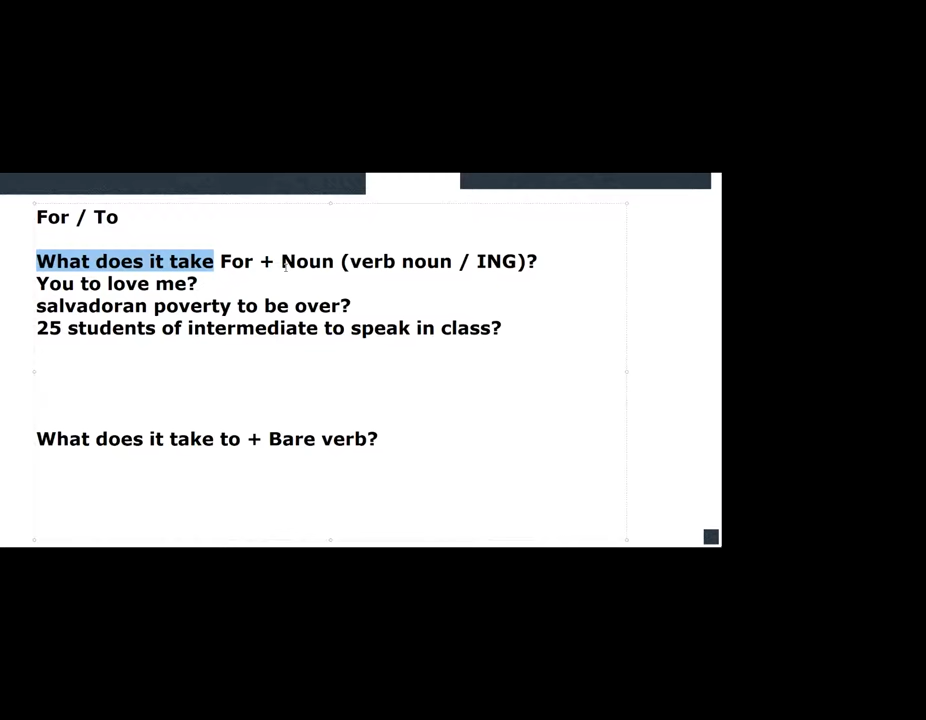 For / To
What does it take For + Noun (verb noun / ING)?
You to love me?
salvadoran poverty to be over?
25 students of intermediate to speak in class?
What does it take to + Bare verb?